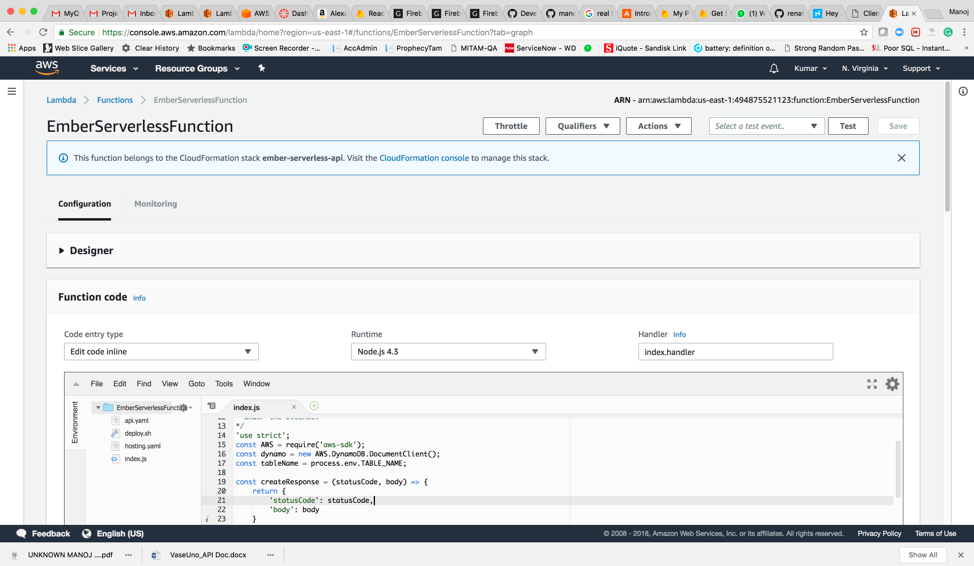 MyQ
Proje
Inbo
Laml
Laml
AWS
Dash
Alexa
Reac
Fireb
Fireb
Fireb
Deve
mano
real t
Intro
My P
Get S
(1) W
renai
Hey
Clien
La
Manoj
Secure https://console.aws.amazon.com/lambda/home?region=us-east-1#/functions/EmberServerlessFunction?tab=graph
Apps Web Slice Gallery Clear History Bookmarks Screen Recorder -... AccAdmin ProphecyTam MITAM-QA ServiceNow - WD iQuote - Sandisk Link battery: definition o... Strong Random Pas... Poor SQL - Instant... »
aws Services Resource Groups Kumar N. Virginia Support
Lambda Functions EmberServerlessFunction ARN - arn:aws:lambda:us-east-1:494875521123:function:EmberServerlessFunction
EmberServerlessFunction Throttle Qualifiers Actions Select a test event.. Test Save
This function belongs to the CloudFormation stack ember-serverless-api. Visit the CloudFormation console to manage this stack.
Configuration Monitoring
Designer
Function code Info
Code entry type Runtime Handler Info
Edit code inline Node.js 4.3 index.handler
File Edit Find View Goto Tools Window
Environment
EmberServerlessFuncti
api.yaml
deploy.sh
hosting.yaml
index.js
index.js
13 */
14 'use strict';
15 const AWS = require('aws-sdk');
16 const dynamo = new AWS.DynamoDB.DocumentClient();
17 const tableName = process.env.TABLE_NAME;
18
19 const createResponse = (statusCode, body) => {
20 return {
21 'statusCode': statusCode,
22 'body': body
23 }
Feedback English (US) © 2008 - 2018, Amazon Web Services, Inc. or its affiliates. All rights reserved. Privacy Policy Terms of Use
UNKNOWN MANOJ ....pdf VaseUno_API Doc.docx Show All